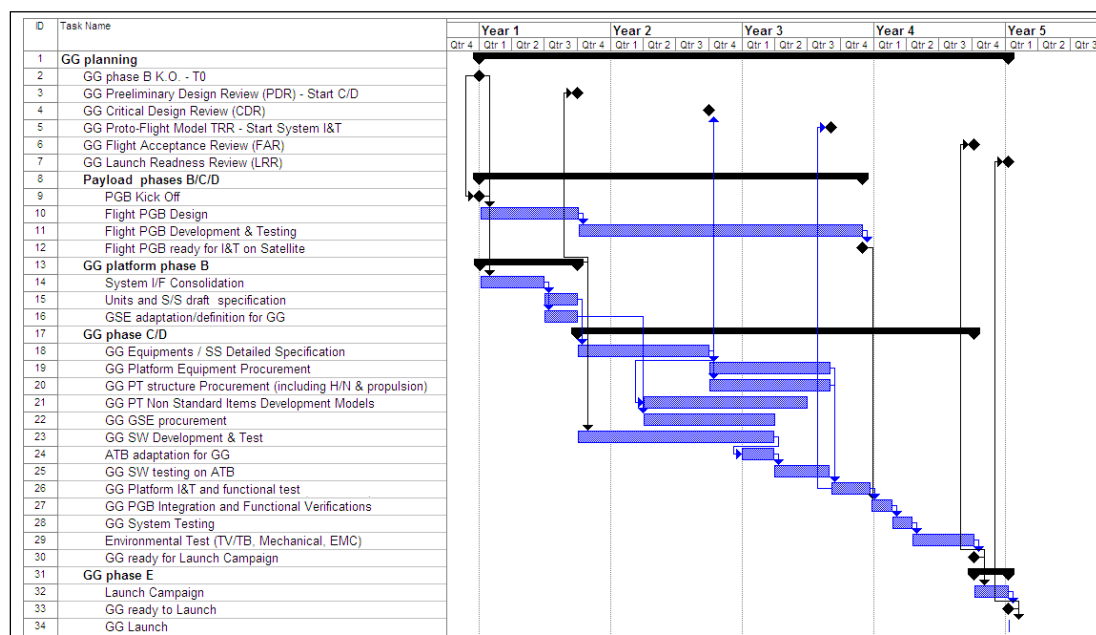 ID Task Name Year 1 Year 2 Year 3 Year 4 Year 5
Qtr 4 Qtr 1 Qtr 2 Qtr 3 Qtr 4 Qtr 1 Qtr 2 Qtr 3 Qtr 4 Qtr 1 Qtr 2 Qtr 3 Qtr 4 Qtr 1 Qtr 2 Qtr 3 Qtr 4 Qtr 1 Qtr 2 Qtr 3
1 GG planning
2 GG phase B K.O. - T0
3 GG Preeliminary Design Review (PDR) - Start C/D
4 GG Critical Design Review (CDR)
5 GG Proto-Flight Model TRR - Start System I&T
6 GG Flight Acceptance Review (FAR)
7 GG Launch Readiness Review (LRR)
8 Payload phases B/C/D
9 PGB Kick Off
10 Flight PGB Design
11 Flight PGB Development & Testing
12 Flight PGB ready for I&T on Satellite
13 GG platform phase B
14 System I/F Consolidation
15 Units and S/S draft specification
16 GSE adaptation/definition for GG
17 GG phase C/D
18 GG Equipments / SS Detailed Specification
19 GG Platform Equipment Procurement
20 GG PT structure Procurement (including H/N & propulsion)
21 GG PT Non Standard Items Development Models
22 GG GSE procurement
23 GG SW Development & Test
24 ATB adaptation for GG
25 GG SW testing on ATB
26 GG Platform I&T and functional test
27 GG PGB Integration and Functional Verifications
28 GG System Testing
29 Environmental Test (TV/TB, Mechanical, EMC)
30 GG ready for Launch Campaign
31 GG phase E
32 Launch Campaign
33 GG ready to Launch
34 GG Launch